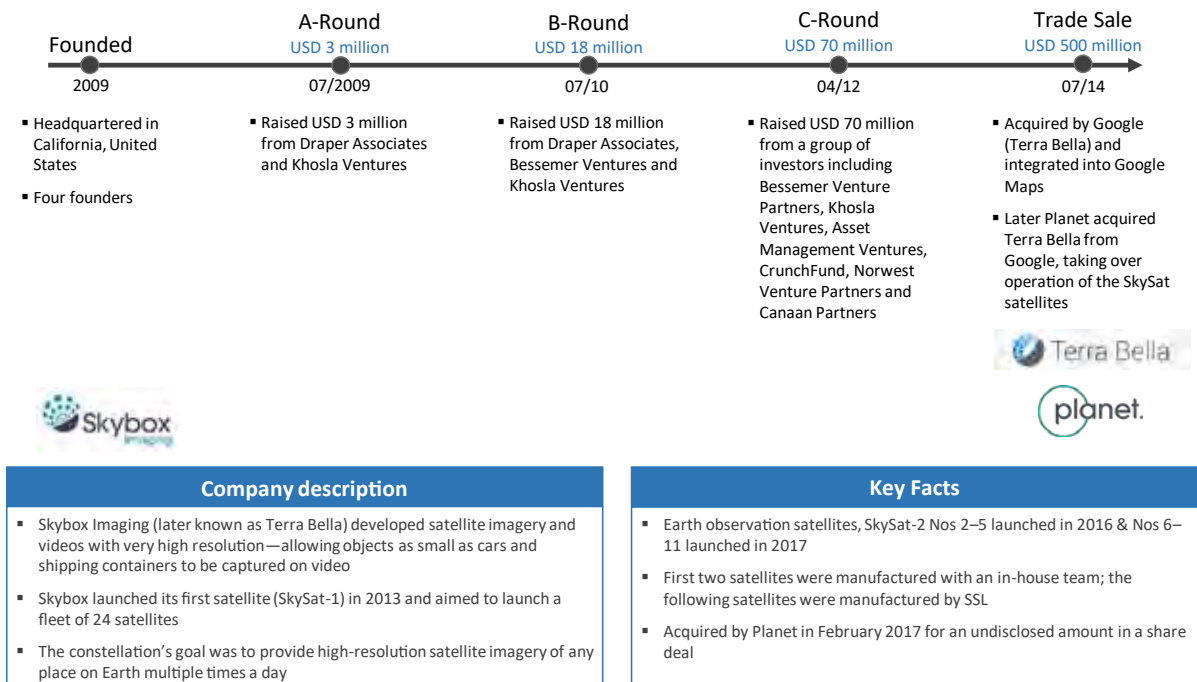 Founded
2009
▪ Headquartered in
California, United
States
▪ Four founders
A-Round
USD 3 million
07/2009
▪ Raised USD 3 million
from Draper Associates
and Khosla Ventures
B-Round
USD 18 million
07/10
▪ Raised USD 18 million
from Draper Associates,
Bessemer Ventures and
Khosla Ventures
C-Round
USD 70 million
04/12
▪ Raised USD 70 million
from a group of
investors including
Bessemer Venture
Partners, Khosla
Ventures, Asset
Management Ventures,
CrunchFund, Norwest
Venture Partners and
Canaan Partners
Trade Sale
USD 500 million
07/14
▪ Acquired by Google
(Terra Bella) and
integrated into Google
Maps
▪ Later Planet acquired
Terra Bella from
Google, taking over
operation of the SkySat
satellites
Terra Bella
planet.
Skybox
imaging
Company description
▪ Skybox Imaging (later known as Terra Bella) developed satellite imagery and
videos with very high resolution—allowing objects as small as cars and
shipping containers to be captured on video
▪ Skybox launched its first satellite (SkySat-1) in 2013 and aimed to launch a
fleet of 24 satellites
▪ The constellation's goal was to provide high-resolution satellite imagery of any
place on Earth multiple times a day
Key Facts
▪ Earth observation satellites, SkySat-2 Nos 2–5 launched in 2016 & Nos 6–
11 launched in 2017
▪ First two satellites were manufactured with an in-house team; the
following satellites were manufactured by SSL
▪ Acquired by Planet in February 2017 for an undisclosed amount in a share
deal